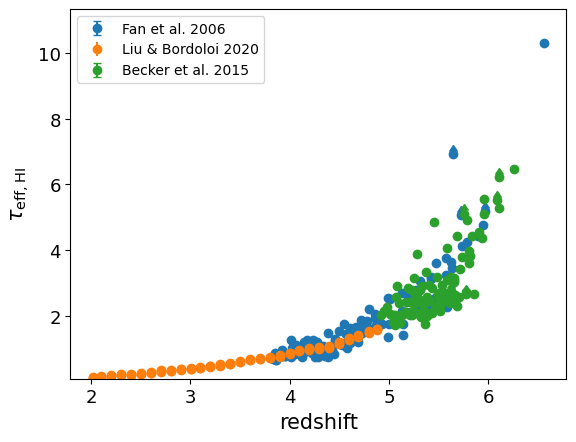 Fan et al. 2006
Liu & Bordoloi 2020
Becker et al. 2015
10
8
6
4
2
τeff, HI
2
3
4
5
6
redshift